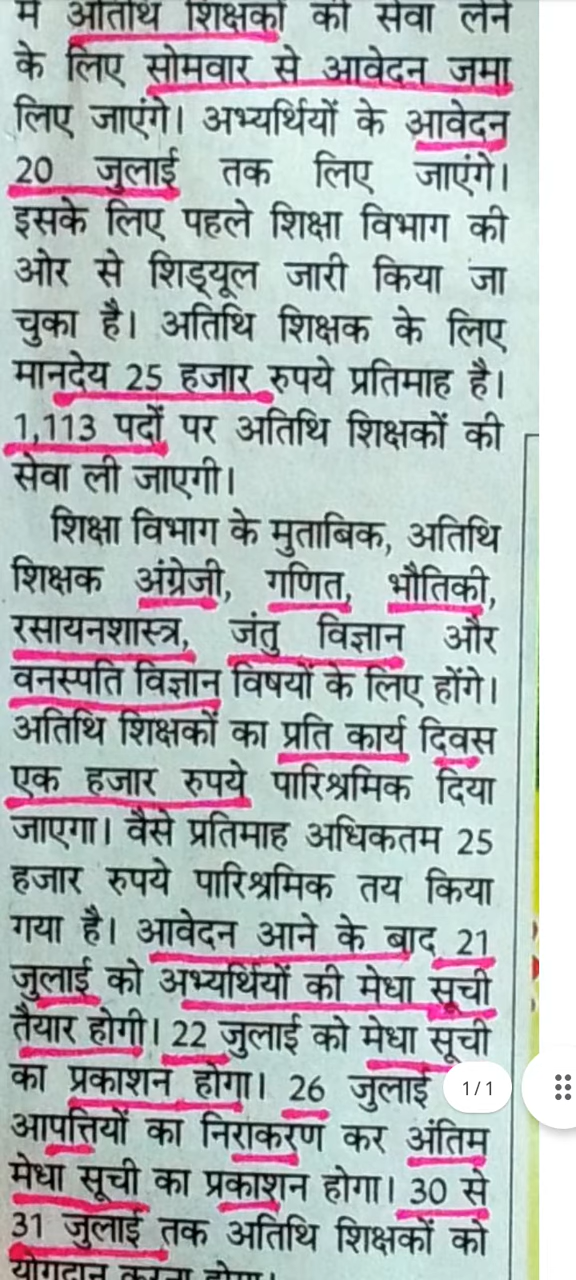 में अतिथि शिक्षकों की सेवा लेने
के लिए सोमवार से आवेदन जमा
लिए जाएंगे। अभ्यर्थियों के आवेदन
20 जुलाई तक लिए जाएंगे।
इसके लिए पहले शिक्षा विभाग की
ओर से शिड्यूल जारी किया जा
चुका है। अतिथि शिक्षक के लिए
मानदेय 25 हजार रुपये प्रतिमाह है।
1,113 पदों पर अतिथि शिक्षकों की
सेवा ली जाएगी।
शिक्षा विभाग के मुताबिक, अतिथि
शिक्षक अंग्रेजी, गणित, भौतिकी,
रसायनशास्त्र, जंतु विज्ञान और
वनस्पति विज्ञान विषयों के लिए होंगे।
अतिथि शिक्षकों का प्रति कार्य दिवस
एक हजार रुपये पारिश्रमिक दिया
जाएगा। वैसे प्रतिमाह अधिकतम 25
हजार रुपये पारिश्रमिक तय किया
गया है। आवेदन आने के बाद 21
जुलाई को अभ्यर्थियों की मेधा सूची
तैयार होगी। 22 जुलाई को मेधा सूची
का प्रकाशन होगा। 26 जुलाई
1/1
आपत्तियों का निराकरण कर अंतिम
मेधा सूची का प्रकाशन होगा। 30 से
31 जुलाई तक अतिथि शिक्षकों को
योगदान करना होगा।